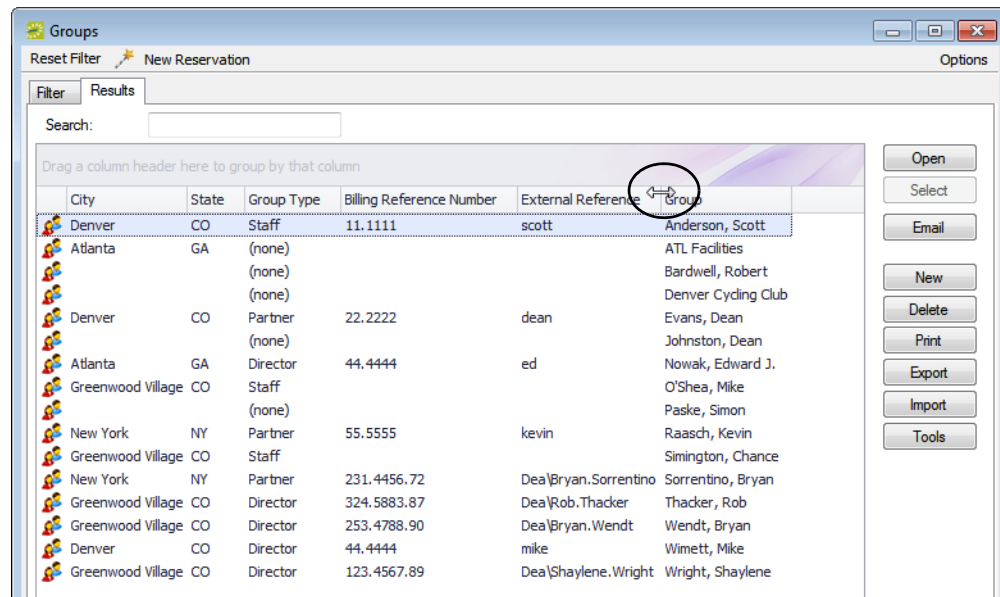 Groups
Reset Filter New Reservation Options
Filter Results
Search:
Drag a column header here to group by that column
City State Group Type Billing Reference Number External Reference Group
Denver CO Staff 11.1111 scott Anderson, Scott
Atlanta GA (none) ATL Facilities
(none) Bardwell, Robert
(none) Denver Cycling Club
Denver CO Partner 22.2222 dean Evans, Dean
(none) Johnston, Dean
Atlanta GA Director 44.4444 ed Nowak, Edward J.
Greenwood Village CO Staff O'Shea, Mike
(none) Paske, Simon
New York NY Partner 55.5555 kevin Raasch, Kevin
Greenwood Village CO Staff Simington, Chance
New York NY Partner 231.4456.72 Dea\Bryan.Sorrentino Sorrentino, Bryan
Greenwood Village CO Director 324.5883.87 Dea\Rob.Thacker Thacker, Rob
Greenwood Village CO Director 253.4788.90 Dea\Bryan.Wendt Wendt, Bryan
Denver CO Director 44.4444 mike Wimett, Mike
Greenwood Village CO Director 123.4567.89 Dea\Shaylene.Wright Wright, Shaylene
Open
Select
Email
New
Delete
Print
Export
Import
Tools